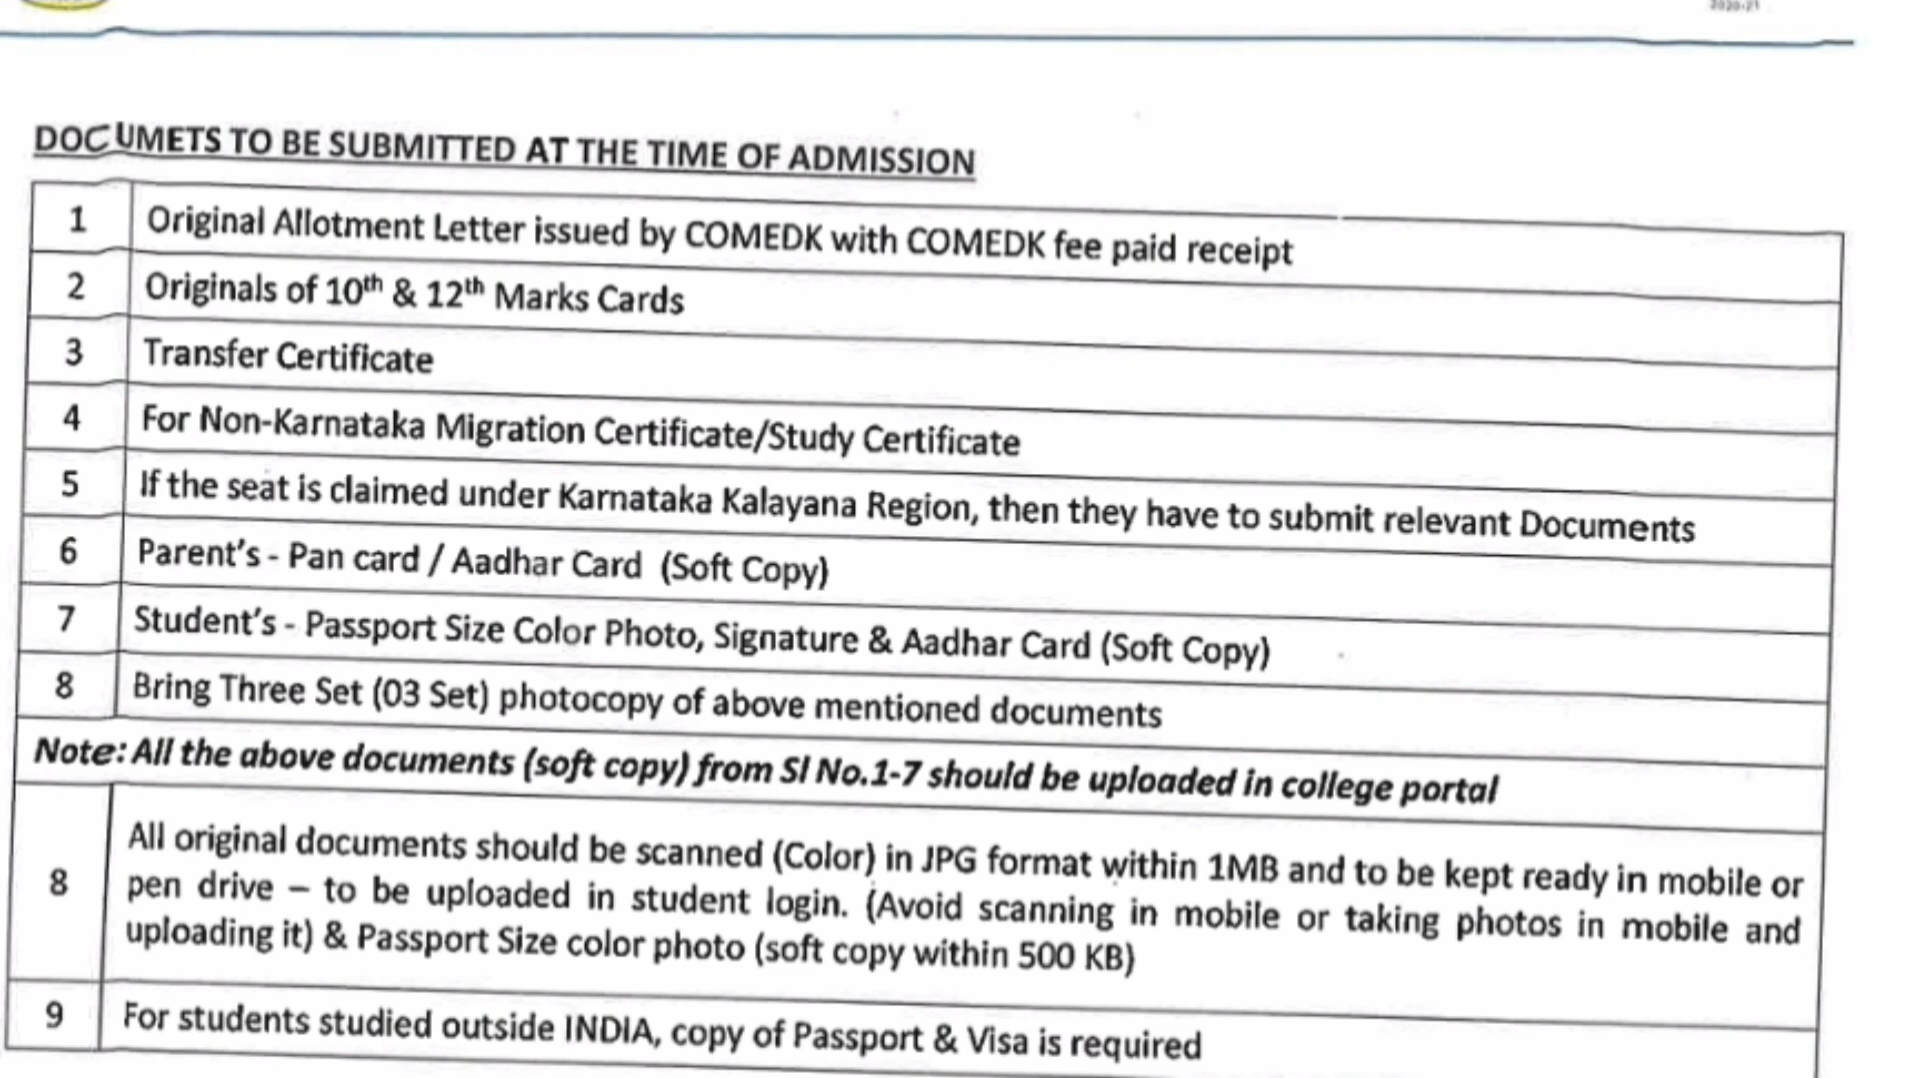 2020-21
DOCUMETS TO BE SUBMITTED AT THE TIME OF ADMISSION
1 Original Allotment Letter issued by COMEDK with COMEDK fee paid receipt
2 Originals of 10th & 12th Marks Cards
3 Transfer Certificate
4 For Non-Karnataka Migration Certificate/Study Certificate
5 If the seat is claimed under Karnataka Kalayana Region, then they have to submit relevant Documents
6 Parent's - Pan card / Aadhar Card (Soft Copy)
7 Student's - Passport Size Color Photo, Signature & Aadhar Card (Soft Copy)
8 Bring Three Set (03 Set) photocopy of above mentioned documents
Note: All the above documents (soft copy) from Sl No.1-7 should be uploaded in college portal
All original documents should be scanned (Color) in JPG format within 1MB and to be kept ready in mobile or
8 pen drive – to be uploaded in student login. (Avoid scanning in mobile or taking photos in mobile and
uploading it) & Passport Size color photo (soft copy within 500 KB)
9 For students studied outside INDIA, copy of Passport & Visa is required